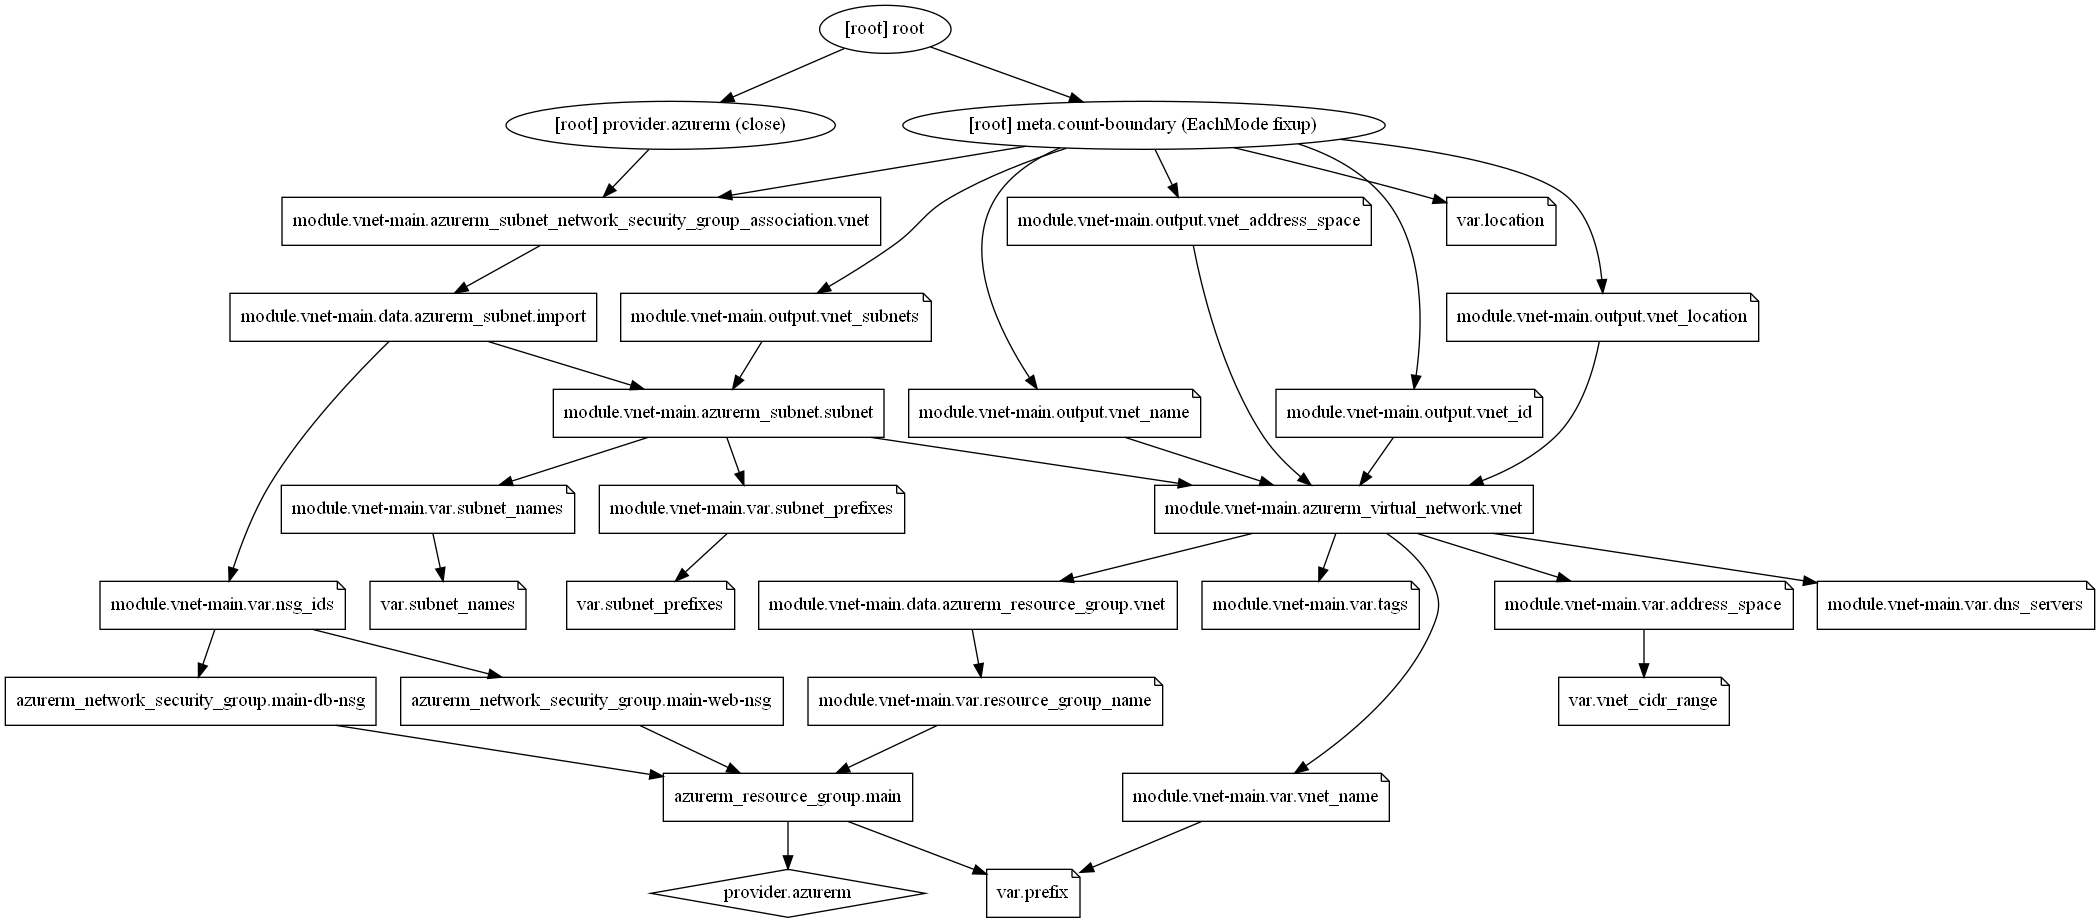 [root] root
[root] provider.azurerm (close)
[root] meta.count-boundary (EachMode fixup)
module.vnet-main.azurerm_subnet_network_security_group_association.vnet
module.vnet-main.output.vnet_address_space
var.location
module.vnet-main.data.azurerm_subnet.import
module.vnet-main.output.vnet_subnets
module.vnet-main.output.vnet_location
module.vnet-main.azurerm_subnet.subnet
module.vnet-main.output.vnet_name
module.vnet-main.output.vnet_id
module.vnet-main.var.subnet_names
module.vnet-main.var.subnet_prefixes
module.vnet-main.azurerm_virtual_network.vnet
module.vnet-main.var.nsg_ids
var.subnet_names
var.subnet_prefixes
module.vnet-main.data.azurerm_resource_group.vnet
module.vnet-main.var.tags
module.vnet-main.var.address_space
module.vnet-main.var.dns_servers
azurerm_network_security_group.main-db-nsg
azurerm_network_security_group.main-web-nsg
module.vnet-main.var.resource_group_name
var.vnet_cidr_range
azurerm_resource_group.main
module.vnet-main.var.vnet_name
provider.azurerm
var.prefix